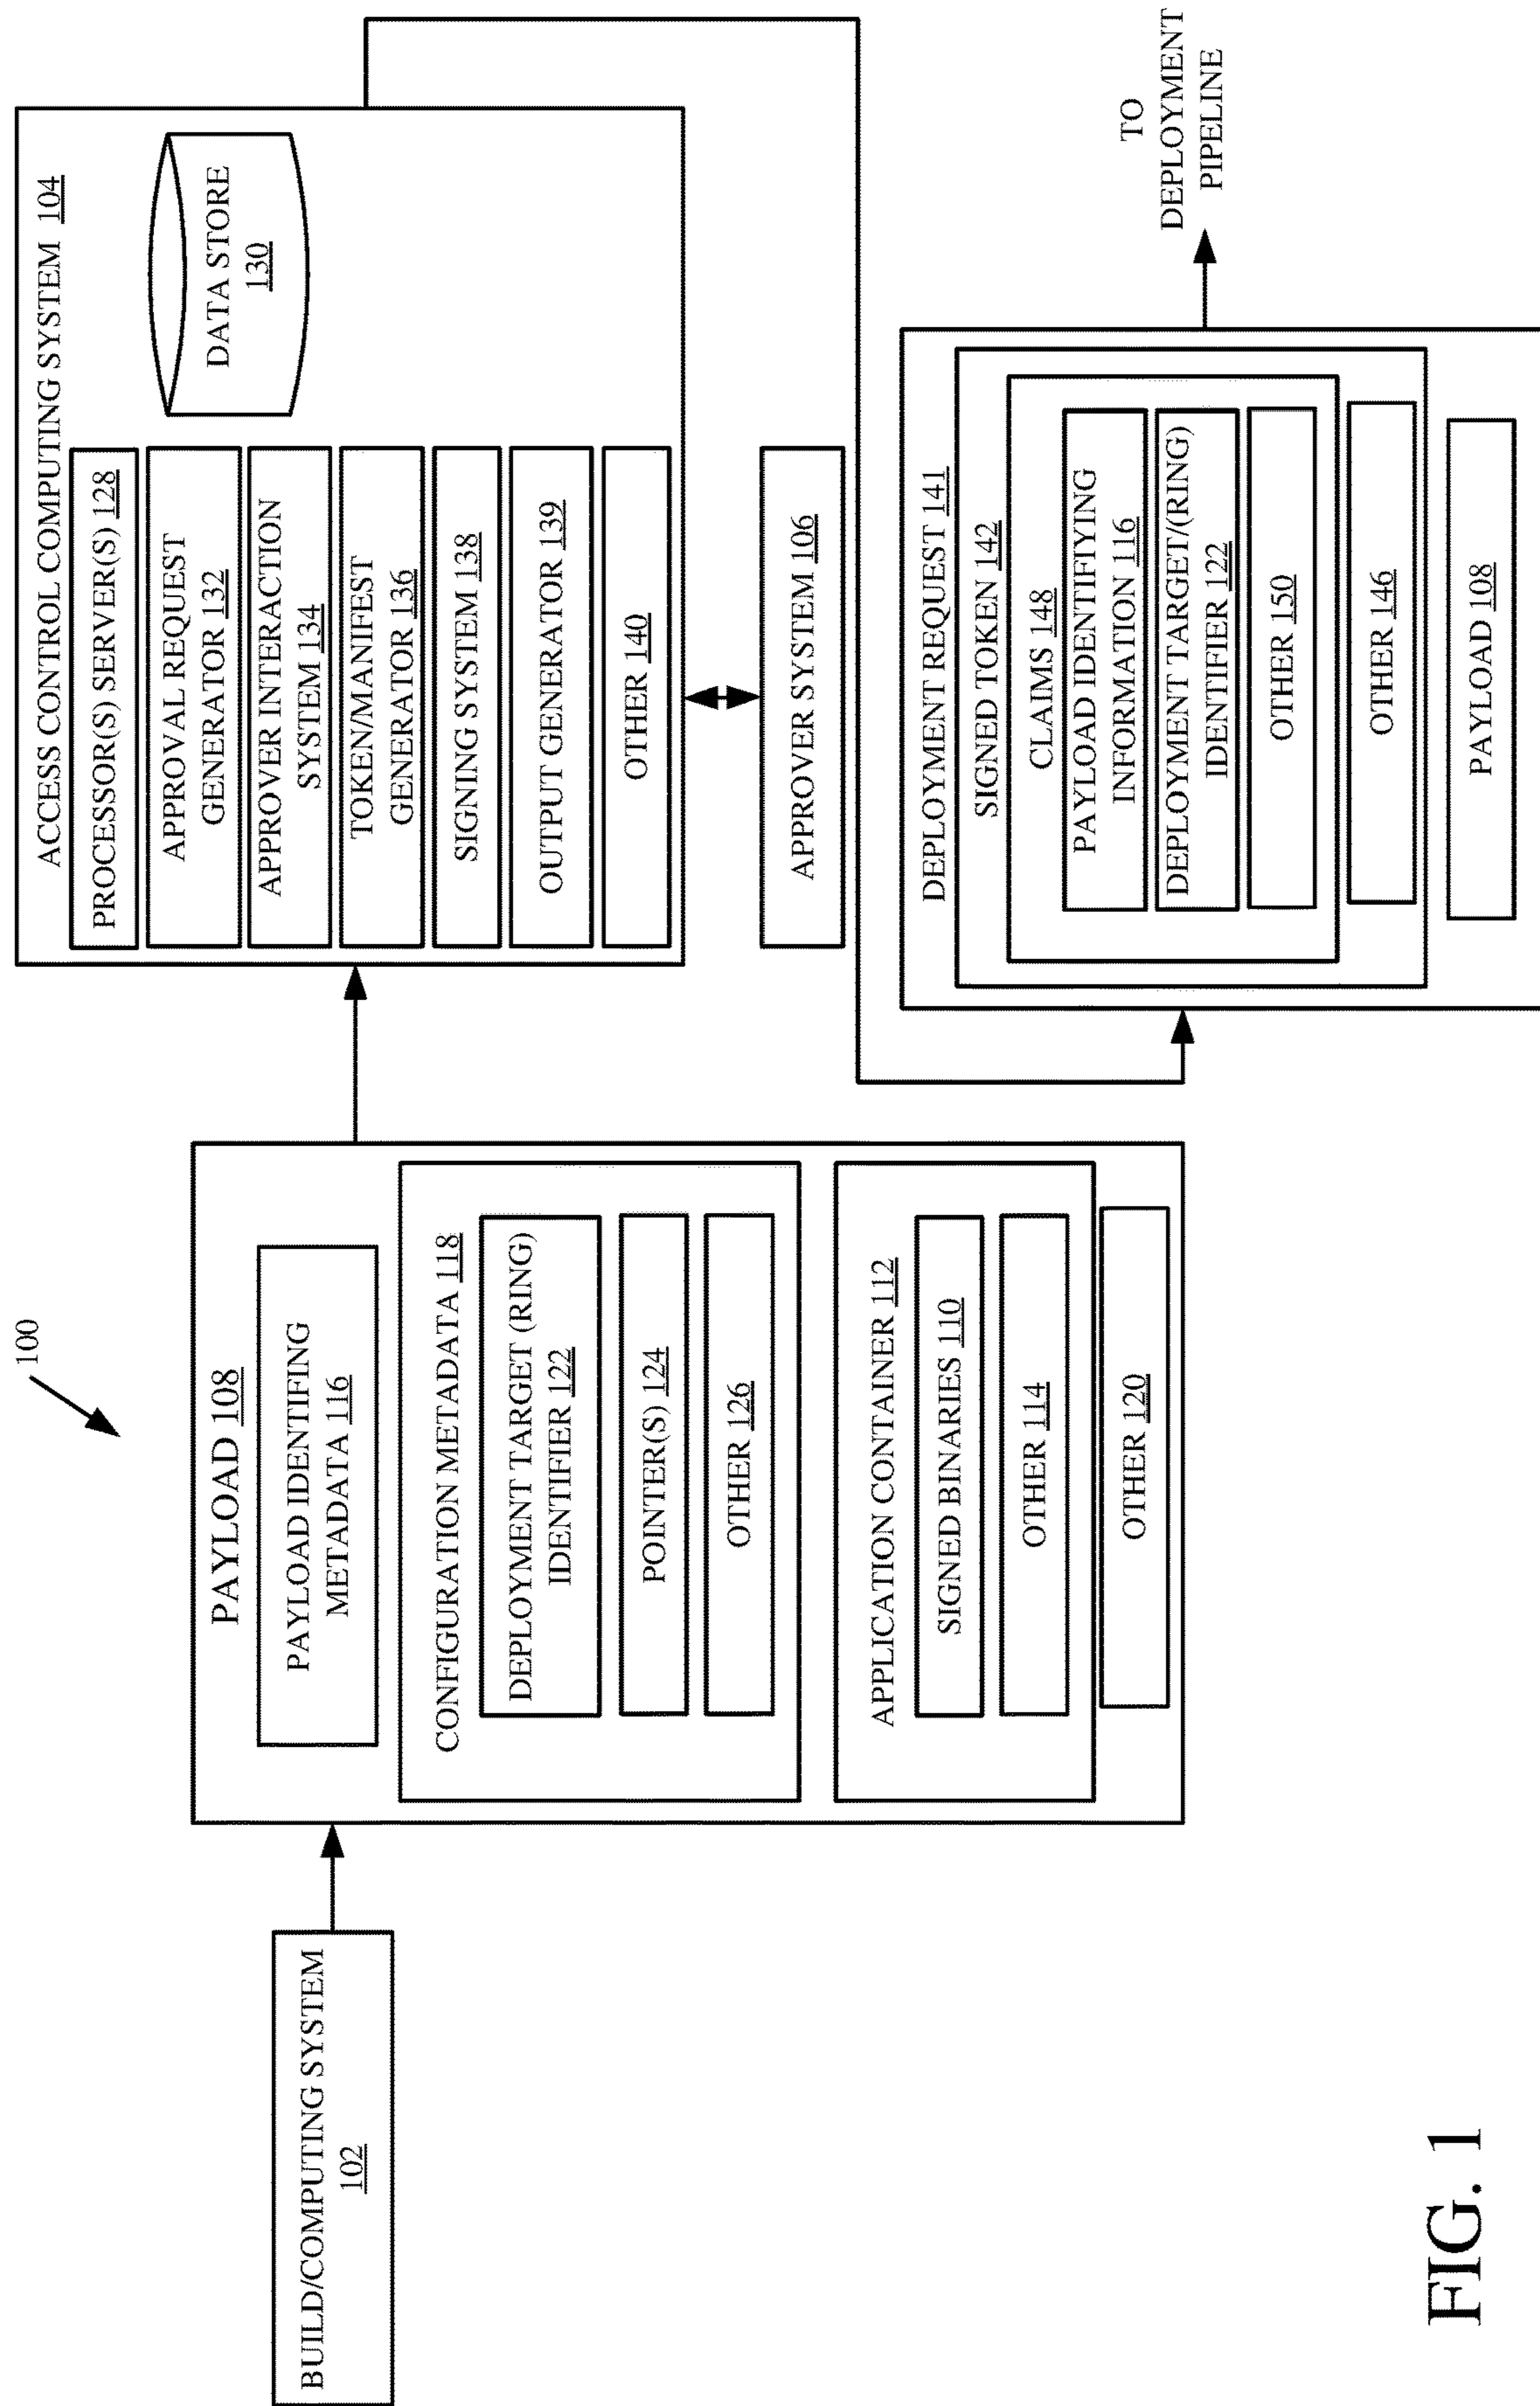 100
BUILD/COMPUTING SYSTEM
102
PAYLOAD 108
PAYLOAD IDENTIFING
METADATA 116
CONFIGURATION METADATA 118
DEPLOYMENT TARGET (RING)
IDENTIFIER 122
POINTER(S) 124
OTHER 126
APPLICATION CONTAINER 112
SIGNED BINARIES 110
OTHER 114
OTHER 120
ACCESS CONTROL COMPUTING SYSTEM 104
PROCESSOR(S) SERVER(S) 128
APPROVAL REQUEST
GENERATOR 132
APPROVER INTERACTION
SYSTEM 134
TOKEN/MANIFEST
GENERATOR 136
SIGNING SYSTEM 138
OUTPUT GENERATOR 139
OTHER 140
DATA STORE
130
APPROVER SYSTEM 106
DEPLOYMENT REQUEST 141
SIGNED TOKEN 142
CLAIMS 148
PAYLOAD IDENTIFYING
INFORMATION 116
DEPLOYMENT TARGET/(RING)
IDENTIFIER 122
OTHER 150
OTHER 146
PAYLOAD 108
TO
DEPLOYMENT
PIPELINE
FIG. 1